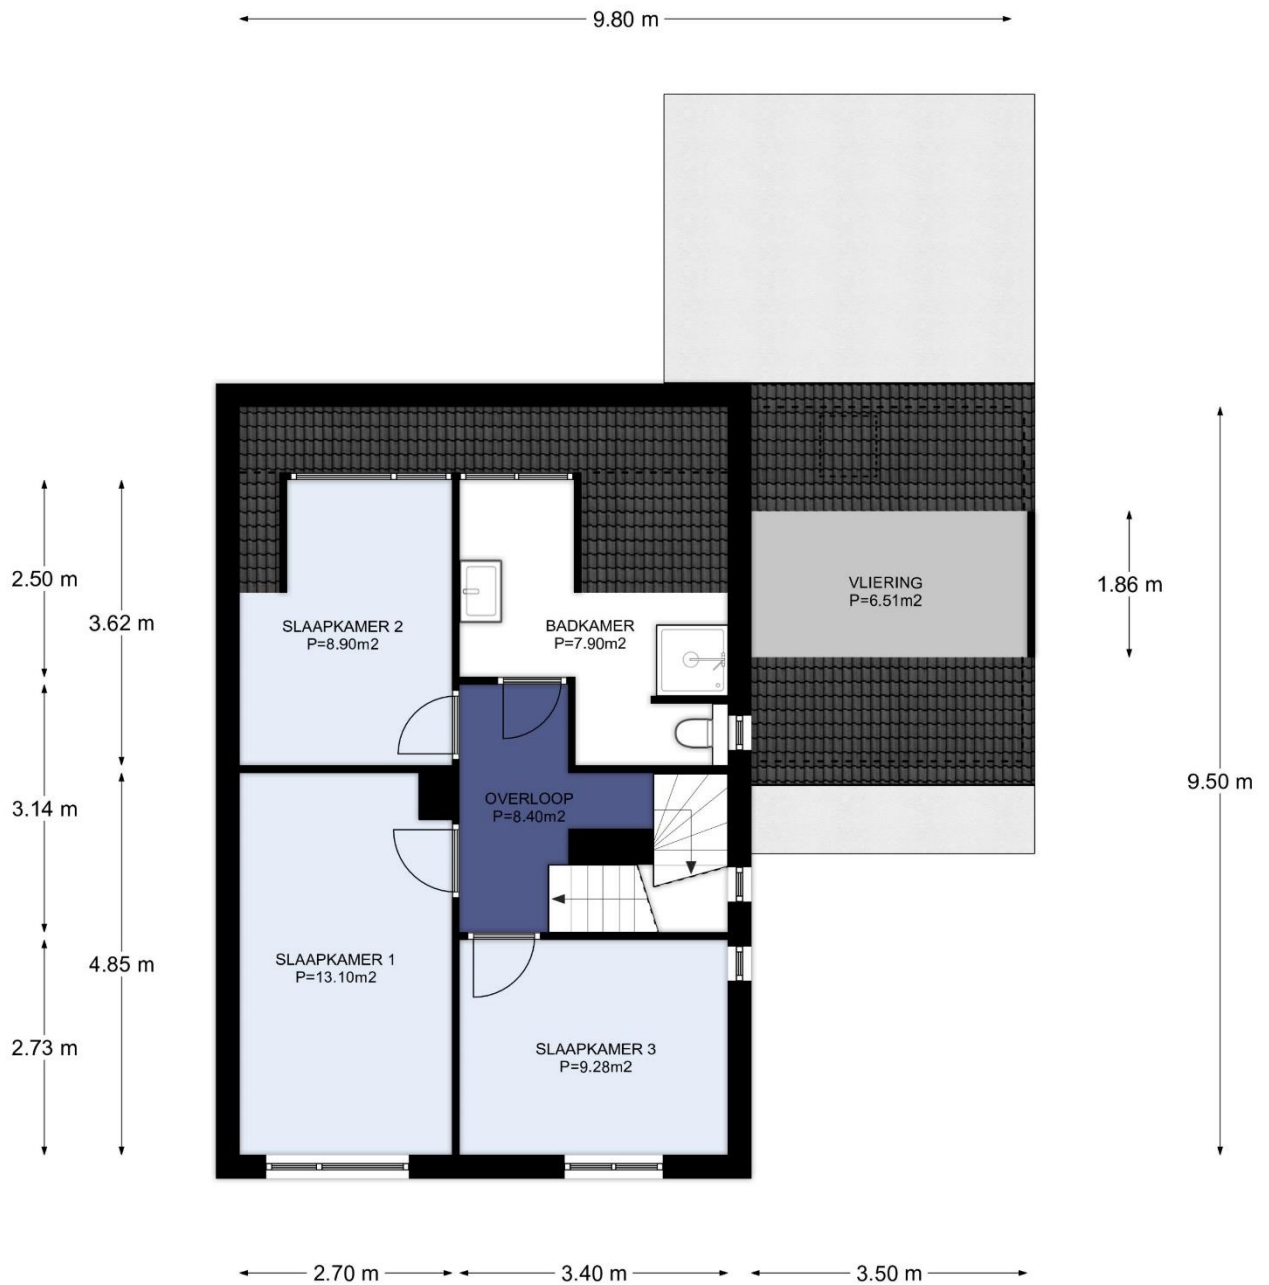 9.80 m
2.50 m
3.62 m
SLAAPKAMER 2
P=8.90m2
BADKAMER
P=7.90m2
VLIERING
P=6.51m2
1.86 m
3.14 m
OVERLOOP
P=8.40m2
9.50 m
4.85 m
SLAAPKAMER 1
P=13.10m2
2.73 m
SLAAPKAMER 3
P=9.28m2
2.70 m
3.40 m
3.50 m